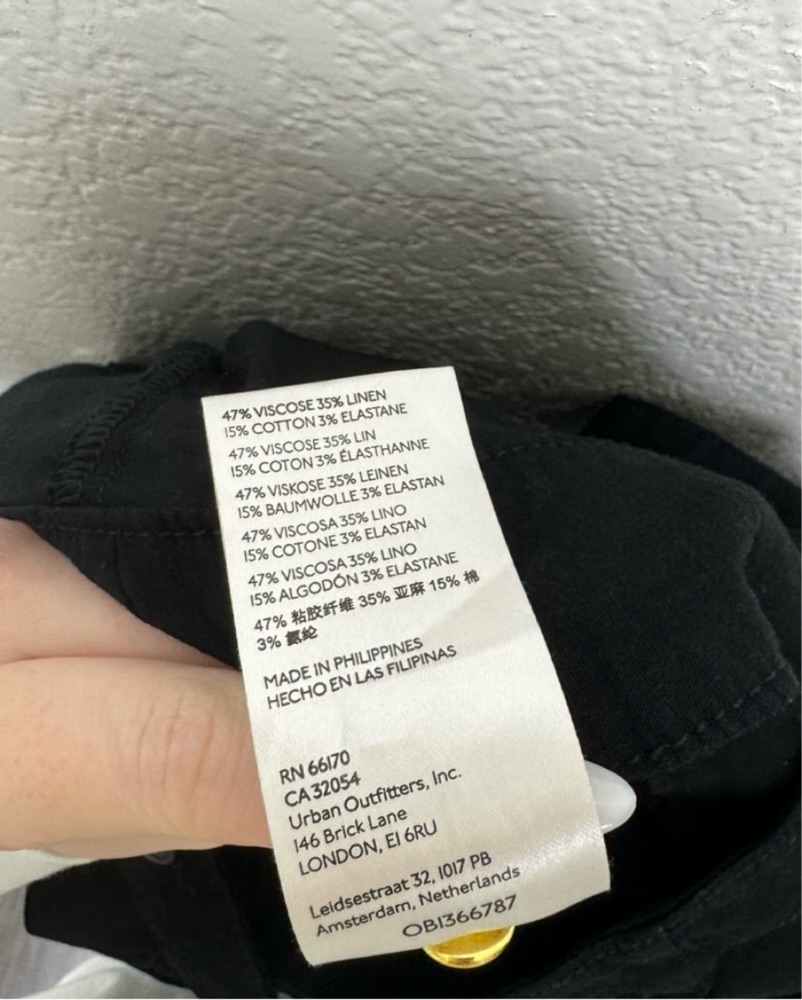 47% VISCOSE 35% LINEN
15% COTTON 3% ELASTANE
47% VISCOSE 35% LIN
15% COTON 3% ÉLASTHANNE
47% VISKOSE 35% LEINEN
15% BAUMWOLLE 3% ELASTAN
47% VISCOSA 35% LINO
15% COTONE 3% ELASTAN
47% VISCOSA 35% LINO
15% ALGODÓN 3% ELASTANE
47% 粘胶纤维 35% 亚麻 15% 棉
3% 氨纶
MADE IN PHILIPPINES
HECHO EN LAS FILIPINAS
RN 66170
CA 32054
Urban Outfitters, Inc.
146 Brick Lane
LONDON, E1 6RU
Leidsestraat 32, 1017 PB
Amsterdam, Netherlands
OB1366787